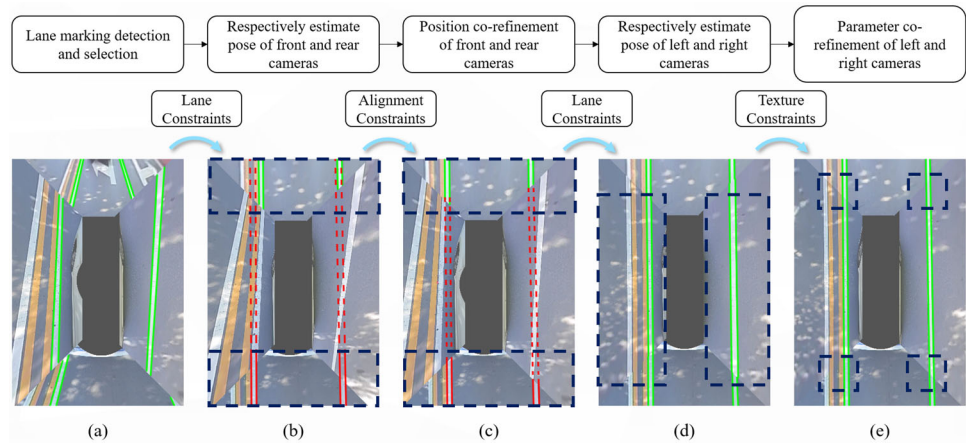 Lane marking detection
and selection
Respectively estimate
pose of front and rear
cameras
Position co-refinement
of front and rear
cameras
Respectively estimate
pose of left and right
cameras
Parameter co-
refinement of left and
right cameras
Lane
Constraints
Alignment
Constraints
Lane
Constraints
Texture
Constraints
(a)
(b)
(c)
(d)
(e)